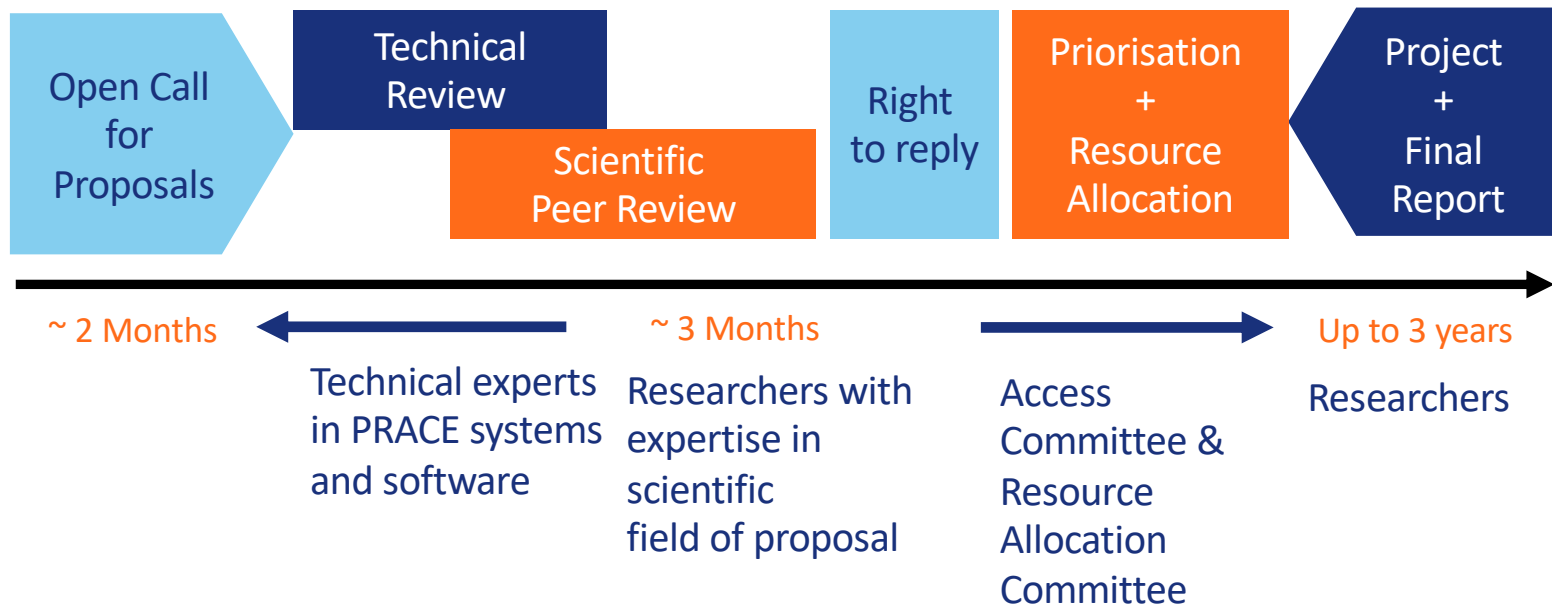 Open Call
for
Proposals
Technical
Review
Scientific
Peer Review
Right
to reply
Priorisation
+
Resource
Allocation
Project
+
Final
Report
~ 2 Months
~ 3 Months
Up to 3 years
Technical experts
in PRACE systems
and software
Researchers with
expertise in
scientific
field of proposal
Access
Committee &
Resource
Allocation
Committee
Researchers